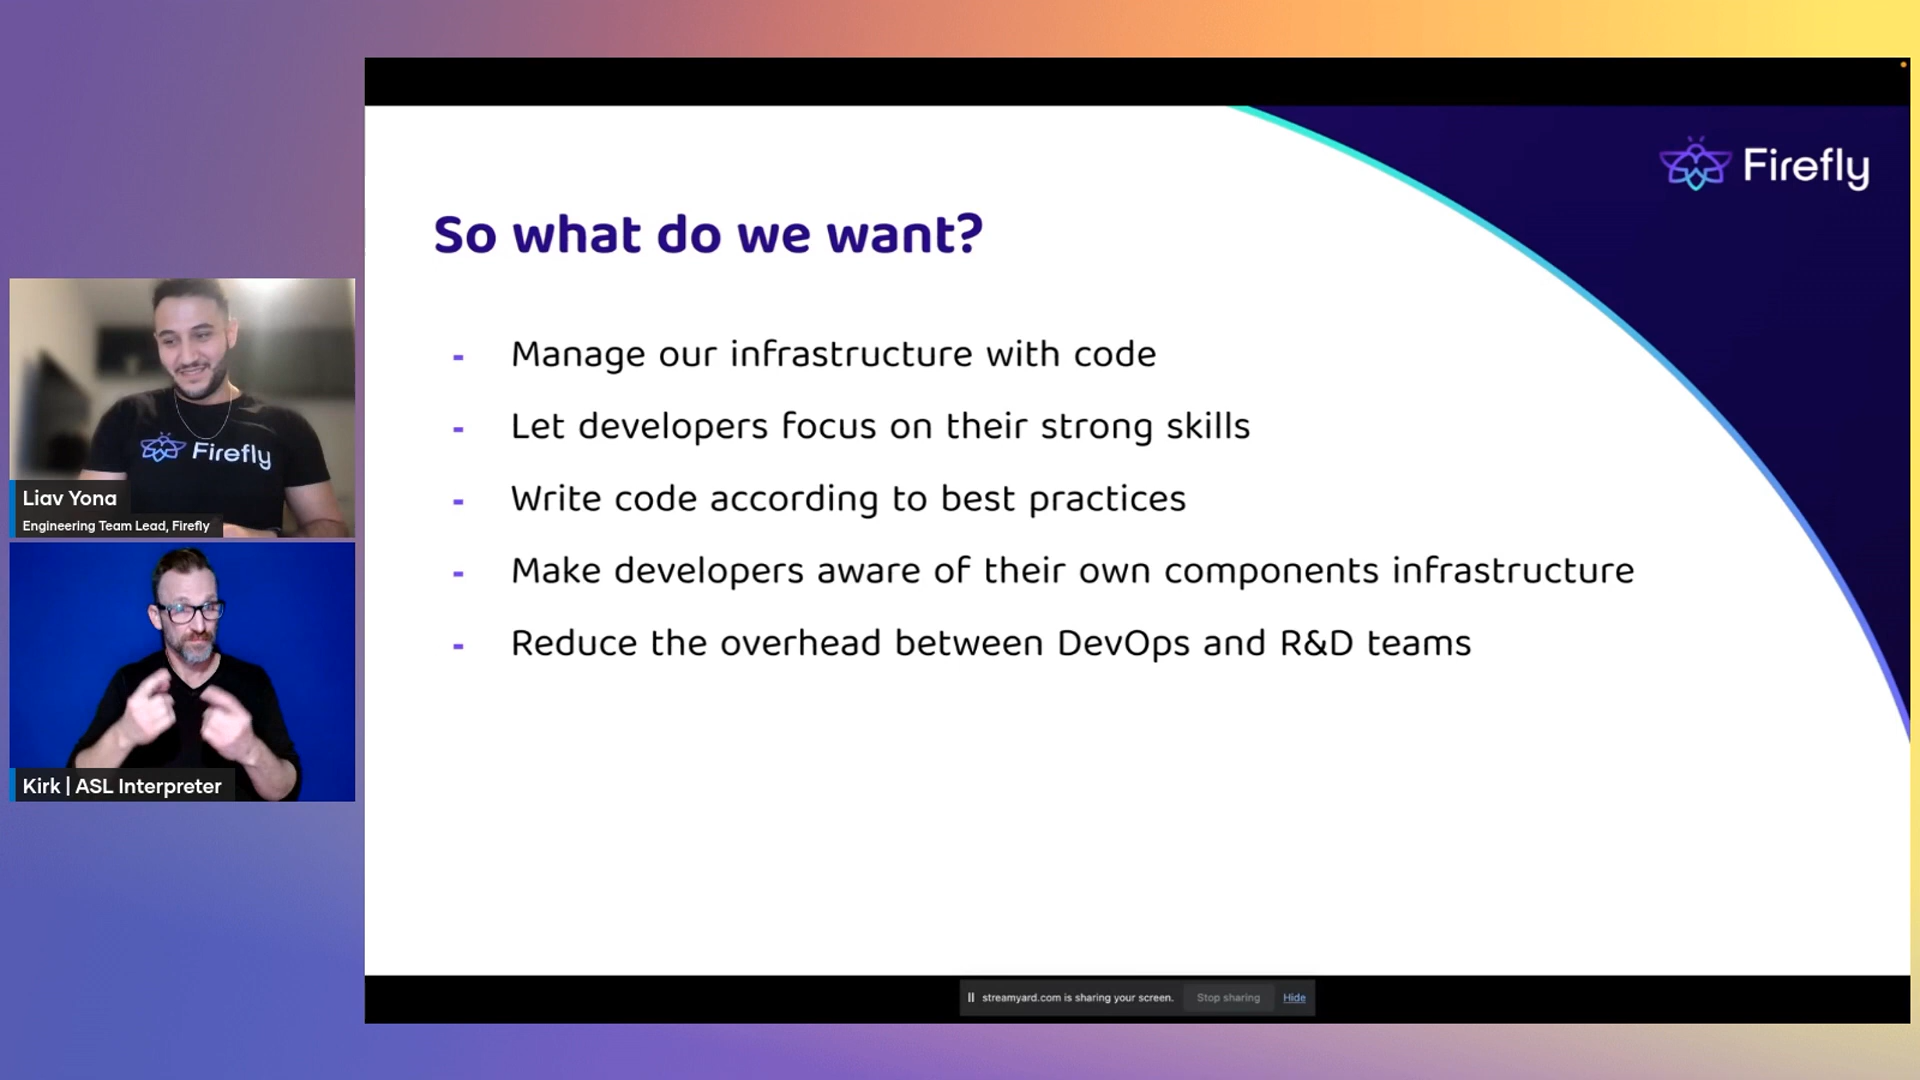 Firefly
So what do we want?
- Manage our infrastructure with code
- Let developers focus on their strong skills
- Write code according to best practices
- Make developers aware of their own components infrastructure
- Reduce the overhead between DevOps and R&D teams
Firefly
Liav Yona
Engineering Team Lead, Firefly
Kirk | ASL Interpreter
streamyard.com is sharing your screen.
Stop sharing
Hide